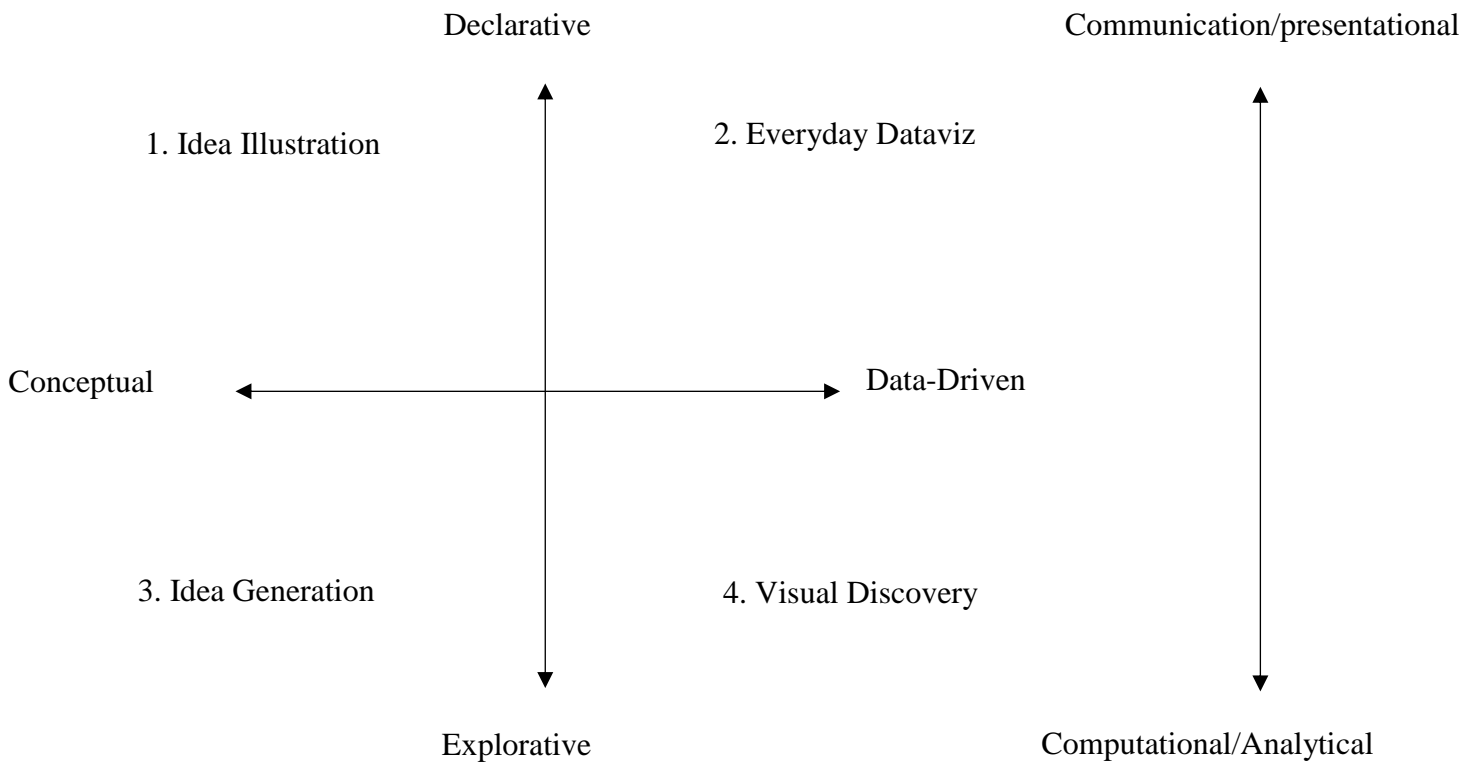 Declarative
Communication/presentational
1. Idea Illustration
2. Everyday Dataviz
Conceptual
Data-Driven
3. Idea Generation
4. Visual Discovery
Explorative
Computational/Analytical